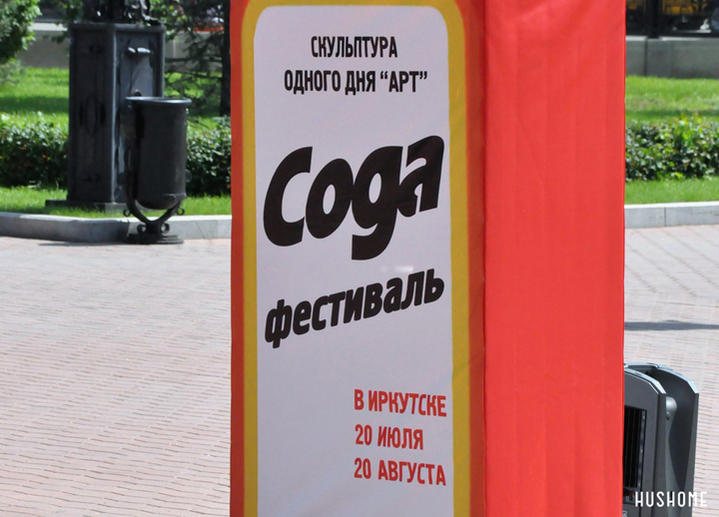 СКУЛЬПТУРА
ОДНОГО ДНЯ “АРТ”
Сода
фестиваль
В ИРКУТСКЕ
20 ИЮЛЯ
20 АВГУСТА
HUSHOME